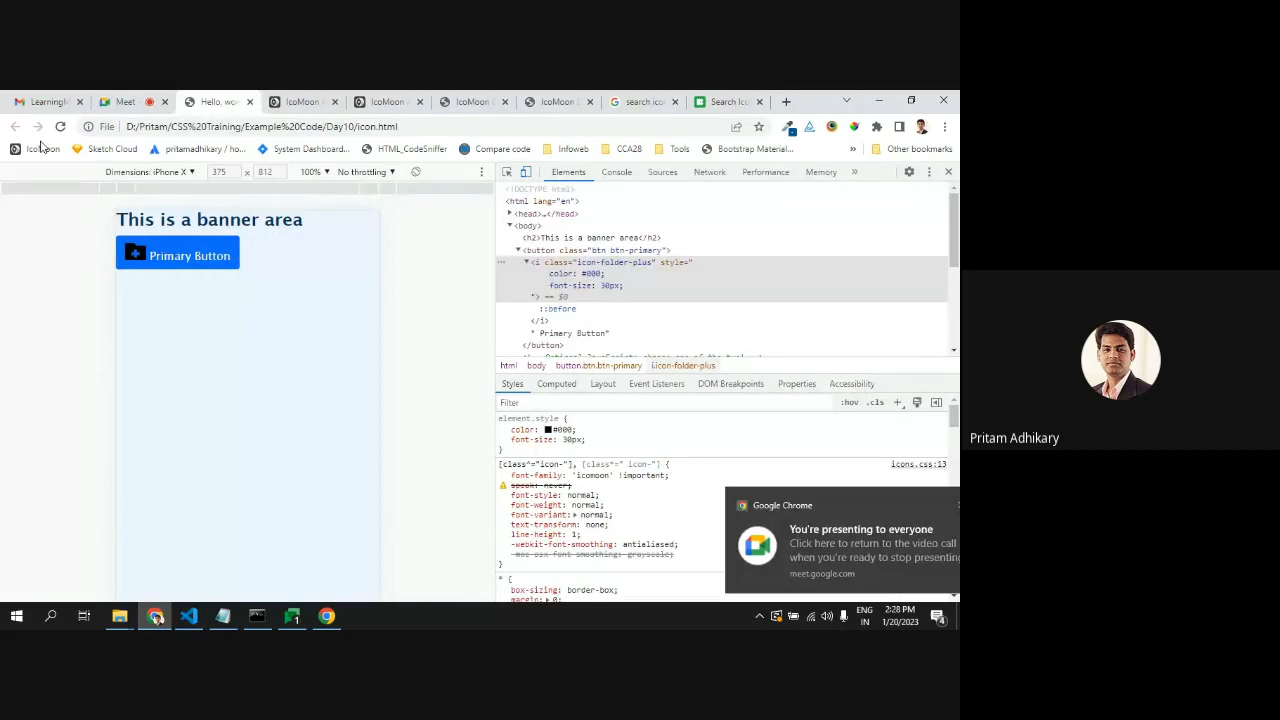 LearningF
Meet
Hello, wor
IcoMoon A
IcoMoon A
IcoMoon D
IcoMoon D
search ico
Search Ico
File D:/Pritam/CSS%20Training/Example%20Code/Day10/icon.html
Sketch Cloud
pritamadhikary / ho...
System Dashboard...
HTML_CodeSniffer
Compare code
Infoweb
CCA28
Tools
Bootstrap Material...
»
Other bookmarks
Dimensions: iPhone X ▼ 375 x 812 100% ▼ No throttling ▼
Elements Console Sources Network Performance Memory »
This is a banner area
Primary Button
<!DOCTYPE html>
<html lang="en">
<head>…</head>
<body>
<h2>This is a banner area</h2>
<button class="btn btn-primary">
<i class="icon-folder-plus" style="
color: #000;
font-size: 30px;
"> == $0
::before
</i>
" Primary Button"
</button>
html body button.btn.btn-primary i.icon-folder-plus
Styles Computed Layout Event Listeners DOM Breakpoints Properties Accessibility
Filter :hov .cls +
element.style {
color: #000;
font-size: 30px;
}
[class^="icon-"], [class*=" icon-"] { icons.css:13
font-family: 'icomoon' !important;
speak: never;
font-style: normal;
font-weight: normal;
font-variant: normal;
text-transform: none;
line-height: 1;
-webkit-font-smoothing: antialiased;
-moz-osx-font-smoothing: grayscale;
}
* {
box-sizing: border-box;
margin: 0;
Google Chrome
You're presenting to everyone
Click here to return to the video call
when you're ready to stop presenting
meet.google.com
ENG
IN
2:28 PM
1/20/2023
4
1
Pritam Adhikary